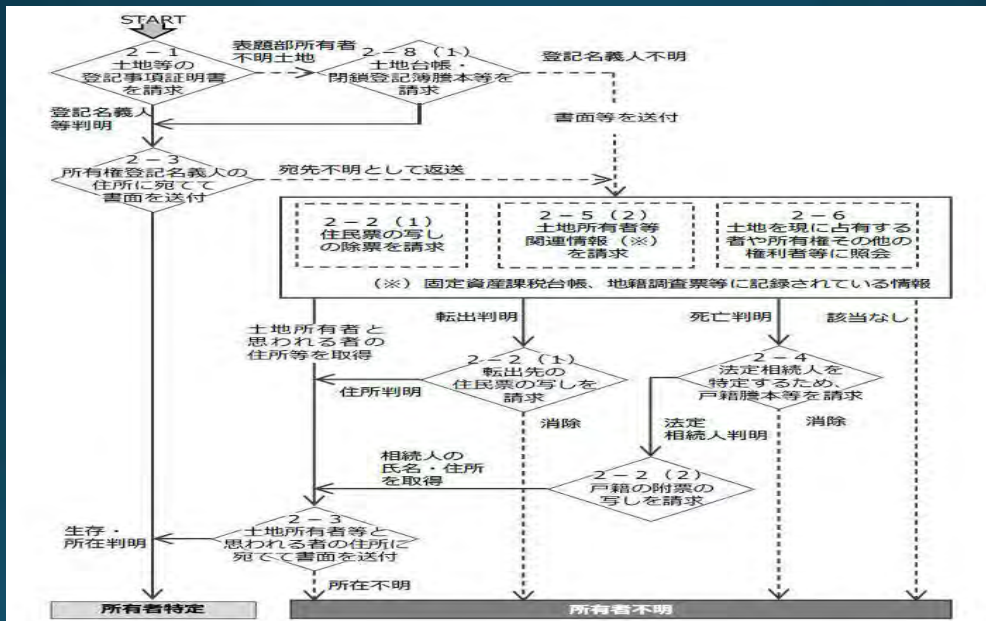 START
2-1
土地等の
登記事項証明書
を請求
表題部所有者
不明土地
2-8（1）
土地台帳・
閉鎖登記簿謄本等を
請求
登記名義人不明
登記名義人
等判明
書面等を送付
2-3
所有権登記名義人の
住所に宛てて
書面を送付
宛先不明として返送
2-2（1）
住民票の写し
の除票を請求
2-5（2）
土地所有者等
関連情報（※）
を請求
2-6
土地を現に占有する
者や所有権その他の
権利者等に照会
（※）固定資産課税台帳、地籍調査票等に記録されている情報
土地所有者と
思われる者の
住所等を取得
転出判明
死亡判明
該当なし
2-2（1）
転出先の
住民票の写しを
請求
住所判明
2-4
法定相続人を
特定するため、
戸籍謄本等を請求
消除
法定
相続人判明
消除
相続人の
氏名・住所
を取得
2-2（2）
戸籍の附票の
写しを請求
2-3
土地所有者等と
思われる者の住所に
宛てて書面を送付
生存・
所在判明
所在不明
所有者特定
所有者不明